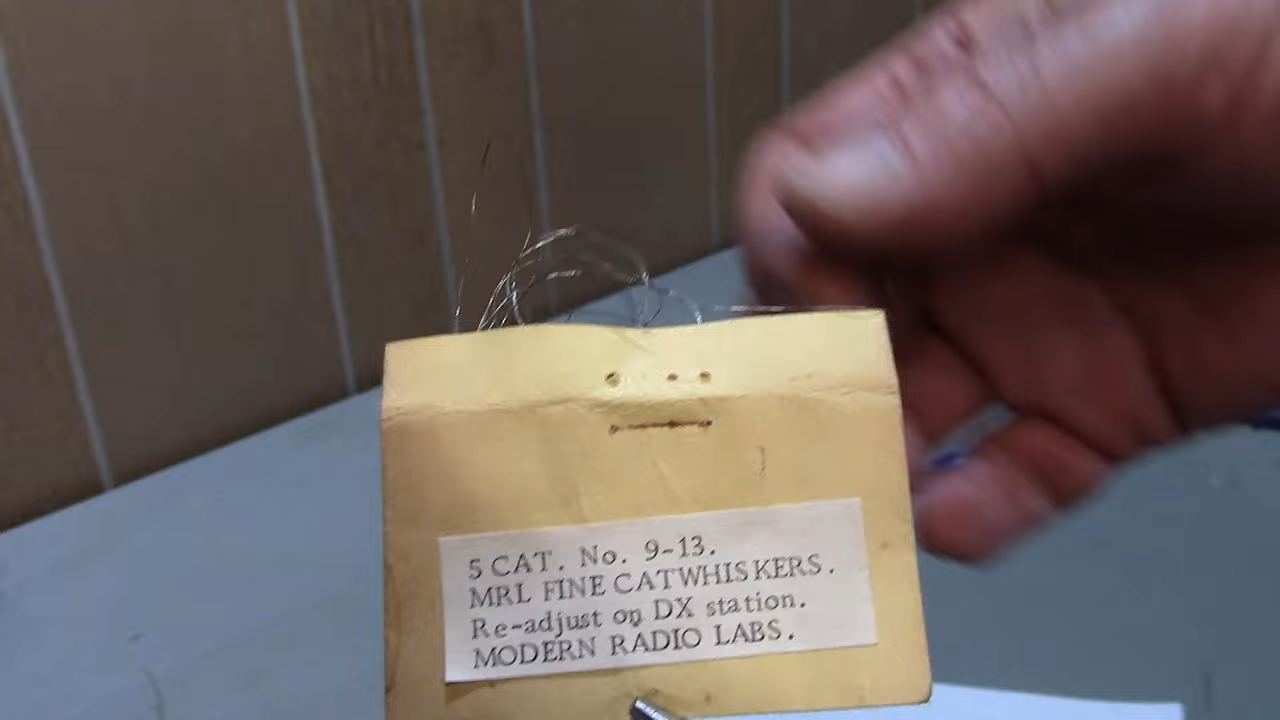 5 CAT. No. 9-13.
MRL FINE CATWHISKERS.
Re-adjust on DX station.
MODERN RADIO LABS.